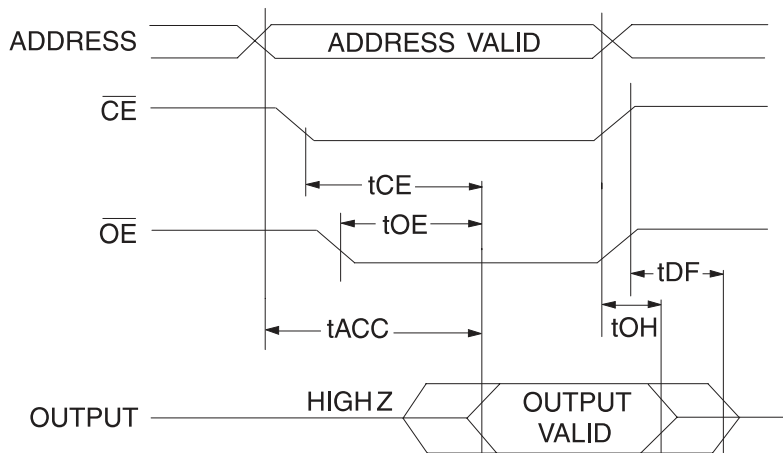 ADDRESS
ADDRESS VALID
CE
tCE
OE
tOE
tDF
tACC
tOH
OUTPUT
HIGH Z
OUTPUT
VALID